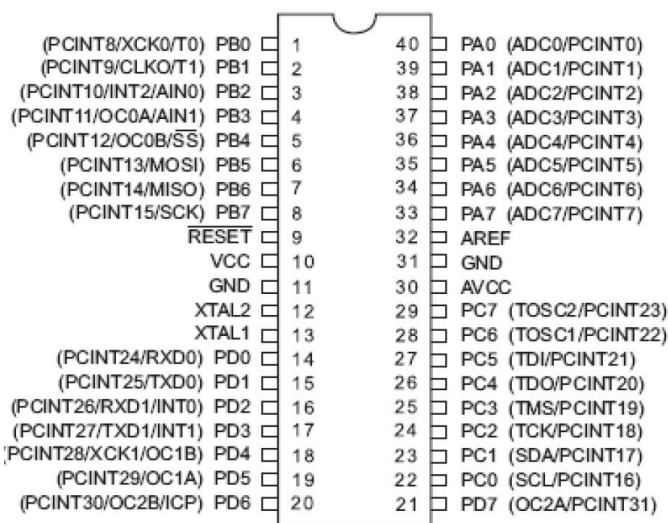 (PCINT8/XCK0/T0) PB0 1 40 PA0 (ADC0/PCINT0)
(PCINT9/CLKO/T1) PB1 2 39 PA1 (ADC1/PCINT1)
(PCINT10/INT2/AIN0) PB2 3 38 PA2 (ADC2/PCINT2)
(PCINT11/OC0A/AIN1) PB3 4 37 PA3 (ADC3/PCINT3)
(PCINT12/OC0B/SS) PB4 5 36 PA4 (ADC4/PCINT4)
(PCINT13/MOSI) PB5 6 35 PA5 (ADC5/PCINT5)
(PCINT14/MISO) PB6 7 34 PA6 (ADC6/PCINT6)
(PCINT15/SCK) PB7 8 33 PA7 (ADC7/PCINT7)
RESET 9 32 AREF
VCC 10 31 GND
GND 11 30 AVCC
XTAL2 12 29 PC7 (TOSC2/PCINT23)
XTAL1 13 28 PC6 (TOSC1/PCINT22)
(PCINT24/RXD0) PD0 14 27 PC5 (TDI/PCINT21)
(PCINT25/TXD0) PD1 15 26 PC4 (TDO/PCINT20)
(PCINT26/RXD1/INT0) PD2 16 25 PC3 (TMS/PCINT19)
(PCINT27/TXD1/INT1) PD3 17 24 PC2 (TCK/PCINT18)
PCINT28/XCK1/OC1B) PD4 18 23 PC1 (SDA/PCINT17)
(PCINT29/OC1A) PD5 19 22 PC0 (SCL/PCINT16)
(PCINT30/OC2B/ICP) PD6 20 21 PD7 (OC2A/PCINT31)